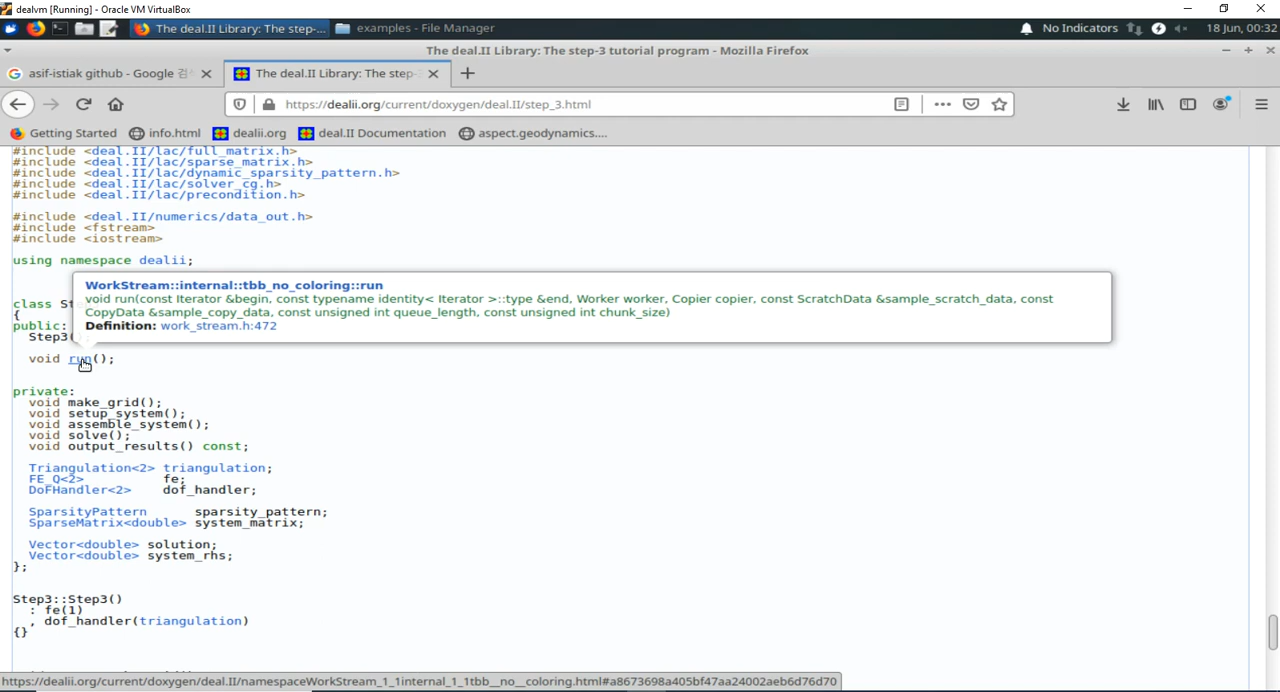 dealvm [Running] - Oracle VM VirtualBox
The deal.II Library: The step-... examples - File Manager No Indicators 18 Jun, 00:32
The deal.II Library: The step-3 tutorial program - Mozilla Firefox
asif-istiak github - Google 검 The deal.II Library: The step-
https://dealii.org/current/doxygen/deal.II/step_3.html
Getting Started info.html dealii.org deal.II Documentation aspect.geodynamics....
#include <deal.II/lac/full_matrix.h>
#include <deal.II/lac/sparse_matrix.h>
#include <deal.II/lac/dynamic_sparsity_pattern.h>
#include <deal.II/lac/solver_cg.h>
#include <deal.II/lac/precondition.h>
#include <deal.II/numerics/data_out.h>
#include <fstream>
#include <iostream>
using namespace dealii;
WorkStream::internal::tbb_no_coloring::run
void run(const Iterator &begin, const typename identity< Iterator >::type &end, Worker worker, Copier copier, const ScratchData &sample_scratch_data, const
CopyData &sample_copy_data, const unsigned int queue_length, const unsigned int chunk_size)
Definition: work_stream.h:472
class St
{
public:
Step3(
void run();
private:
void make_grid();
void setup_system();
void assemble_system();
void solve();
void output_results() const;
Triangulation<2> triangulation;
FE_Q<2> fe;
DoFHandler<2> dof_handler;
SparsityPattern sparsity_pattern;
SparseMatrix<double> system_matrix;
Vector<double> solution;
Vector<double> system_rhs;
};
Step3::Step3()
: fe(1)
, dof_handler(triangulation)
{}
https://dealii.org/current/doxygen/deal.II/namespaceWorkStream_1_1internal_1_1tbb__no__coloring.html#a8673698a405bf47aa24002aeb6d76d70